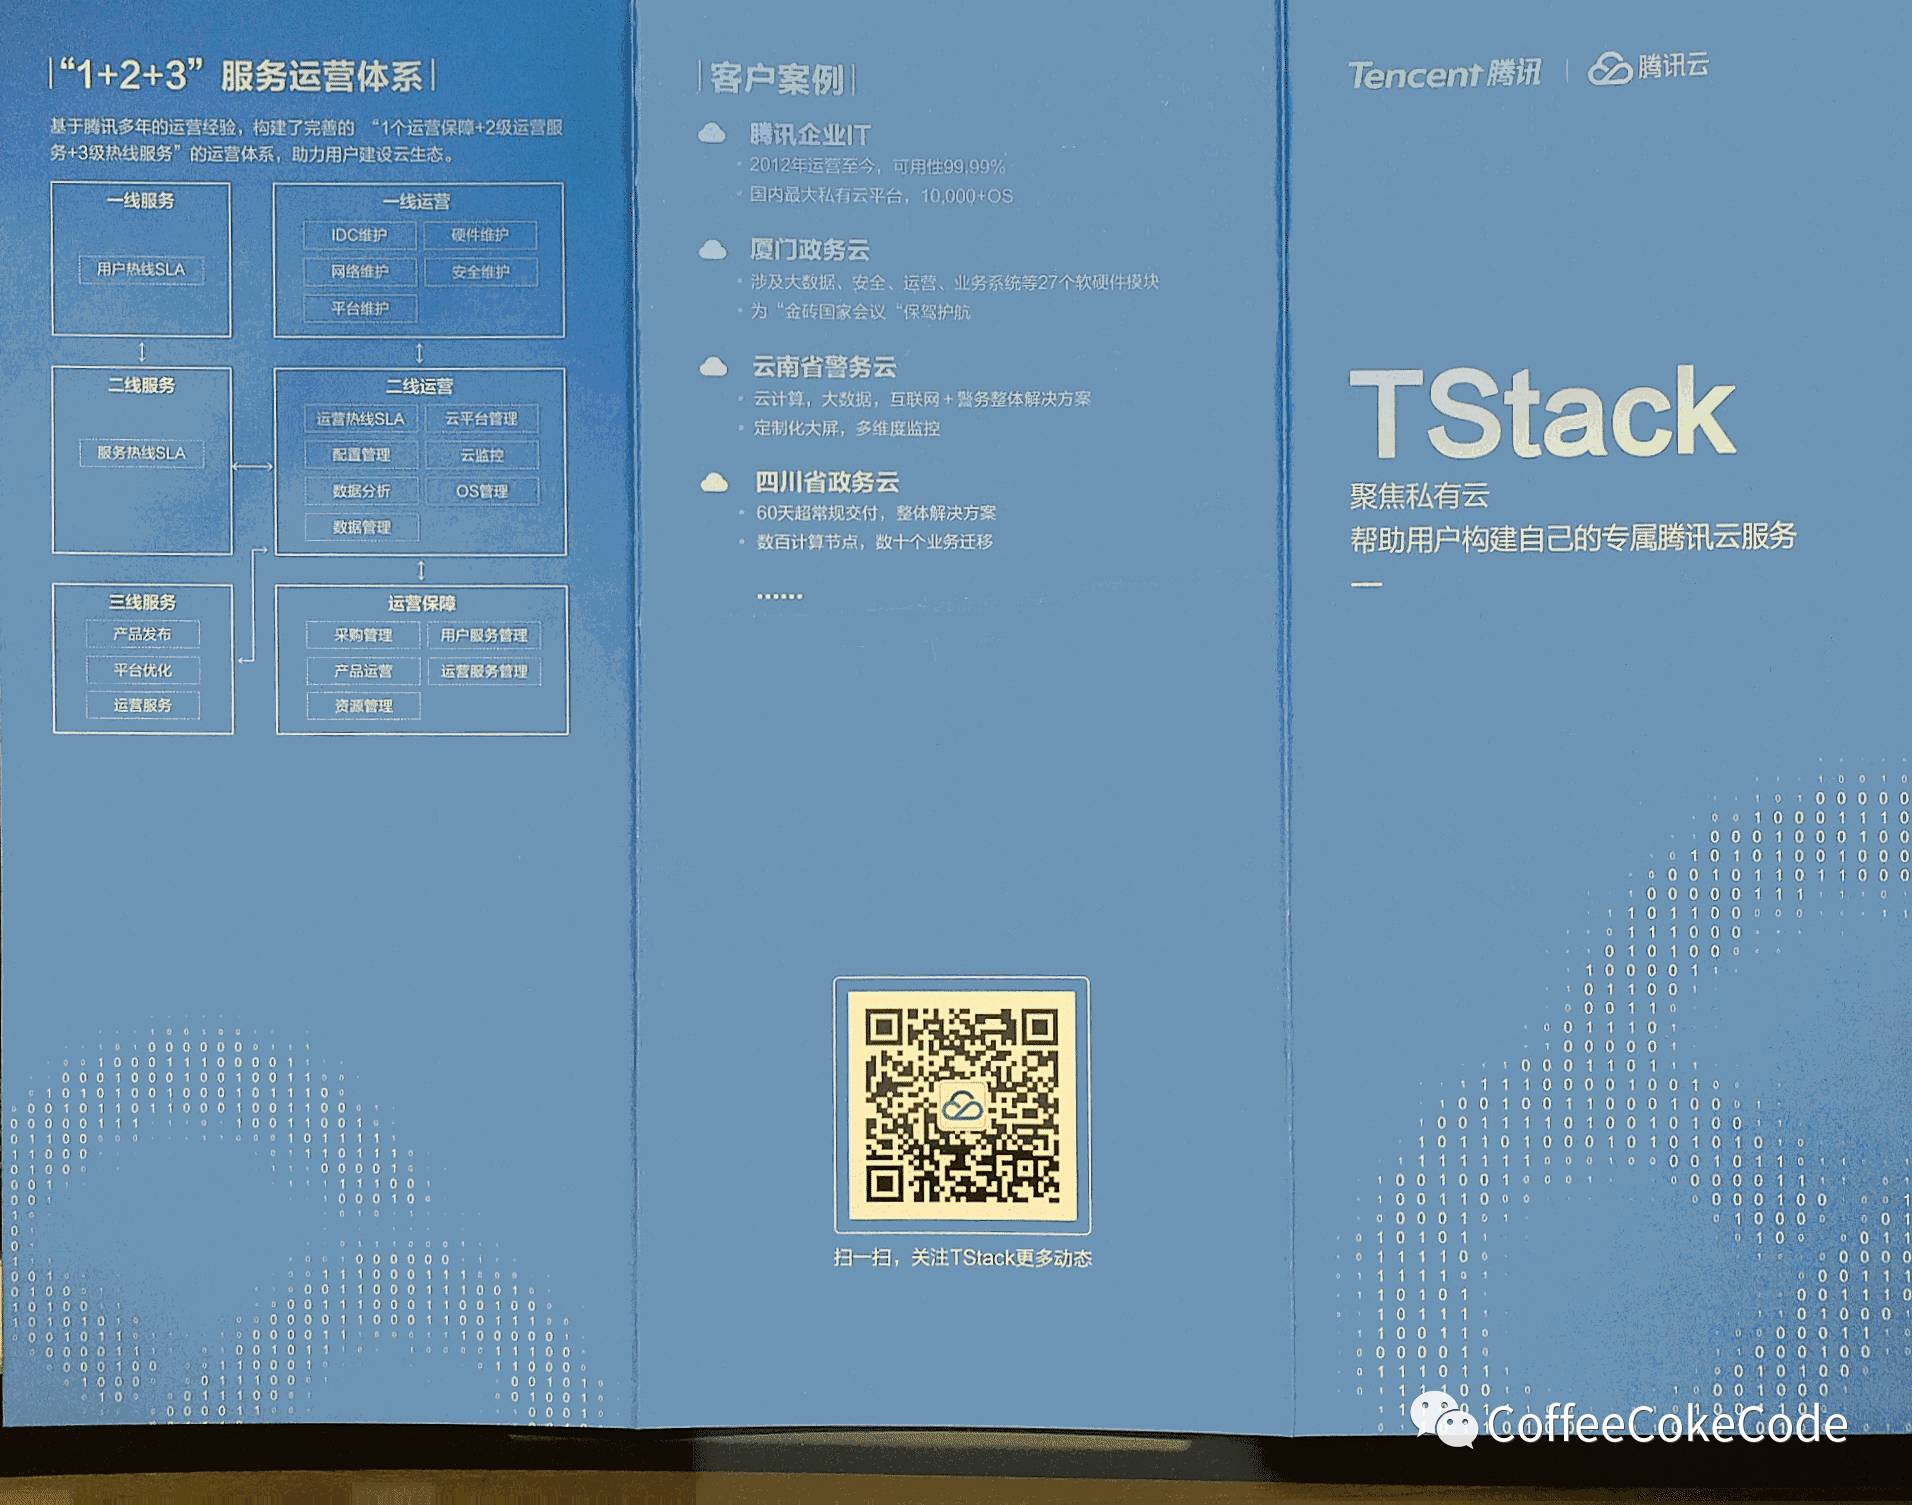 “1+2+3” 服务运营体系
基于腾讯多年的运营经验，构建了完善的 “1个运营保障+2级运营服
务+3级热线服务” 的运营体系，助力用户建设云生态。
一线服务
用户热线SLA
一线运营
IDC维护
硬件维护
网络维护
安全维护
平台维护
二线服务
服务热线SLA
二线运营
运营热线SLA
云平台管理
配置管理
云监控
数据分析
OS管理
数据管理
三线服务
产品发布
平台优化
运营服务
运营保障
采购管理
用户服务管理
产品运营
运营服务管理
资源管理
客户案例
腾讯企业IT
• 2012年运营至今，可用性99.99%
• 国内最大私有云平台，10,000+OS
厦门政务云
• 涉及大数据、安全、运营、业务系统等27个软硬件模块
• 为 “金砖国家会议 “保驾护航
云南省警务云
• 云计算，大数据，互联网+警务整体解决方案
• 定制化大屏，多维度监控
四川省政务云
• 60天超常规交付，整体解决方案
• 数百计算节点，数十个业务迁移
......
扫一扫，关注TStack更多动态
Tencent 腾讯 | 腾讯云
TStack
聚焦私有云
帮助用户构建自己的专属腾讯云服务
CoffeeCokeCode